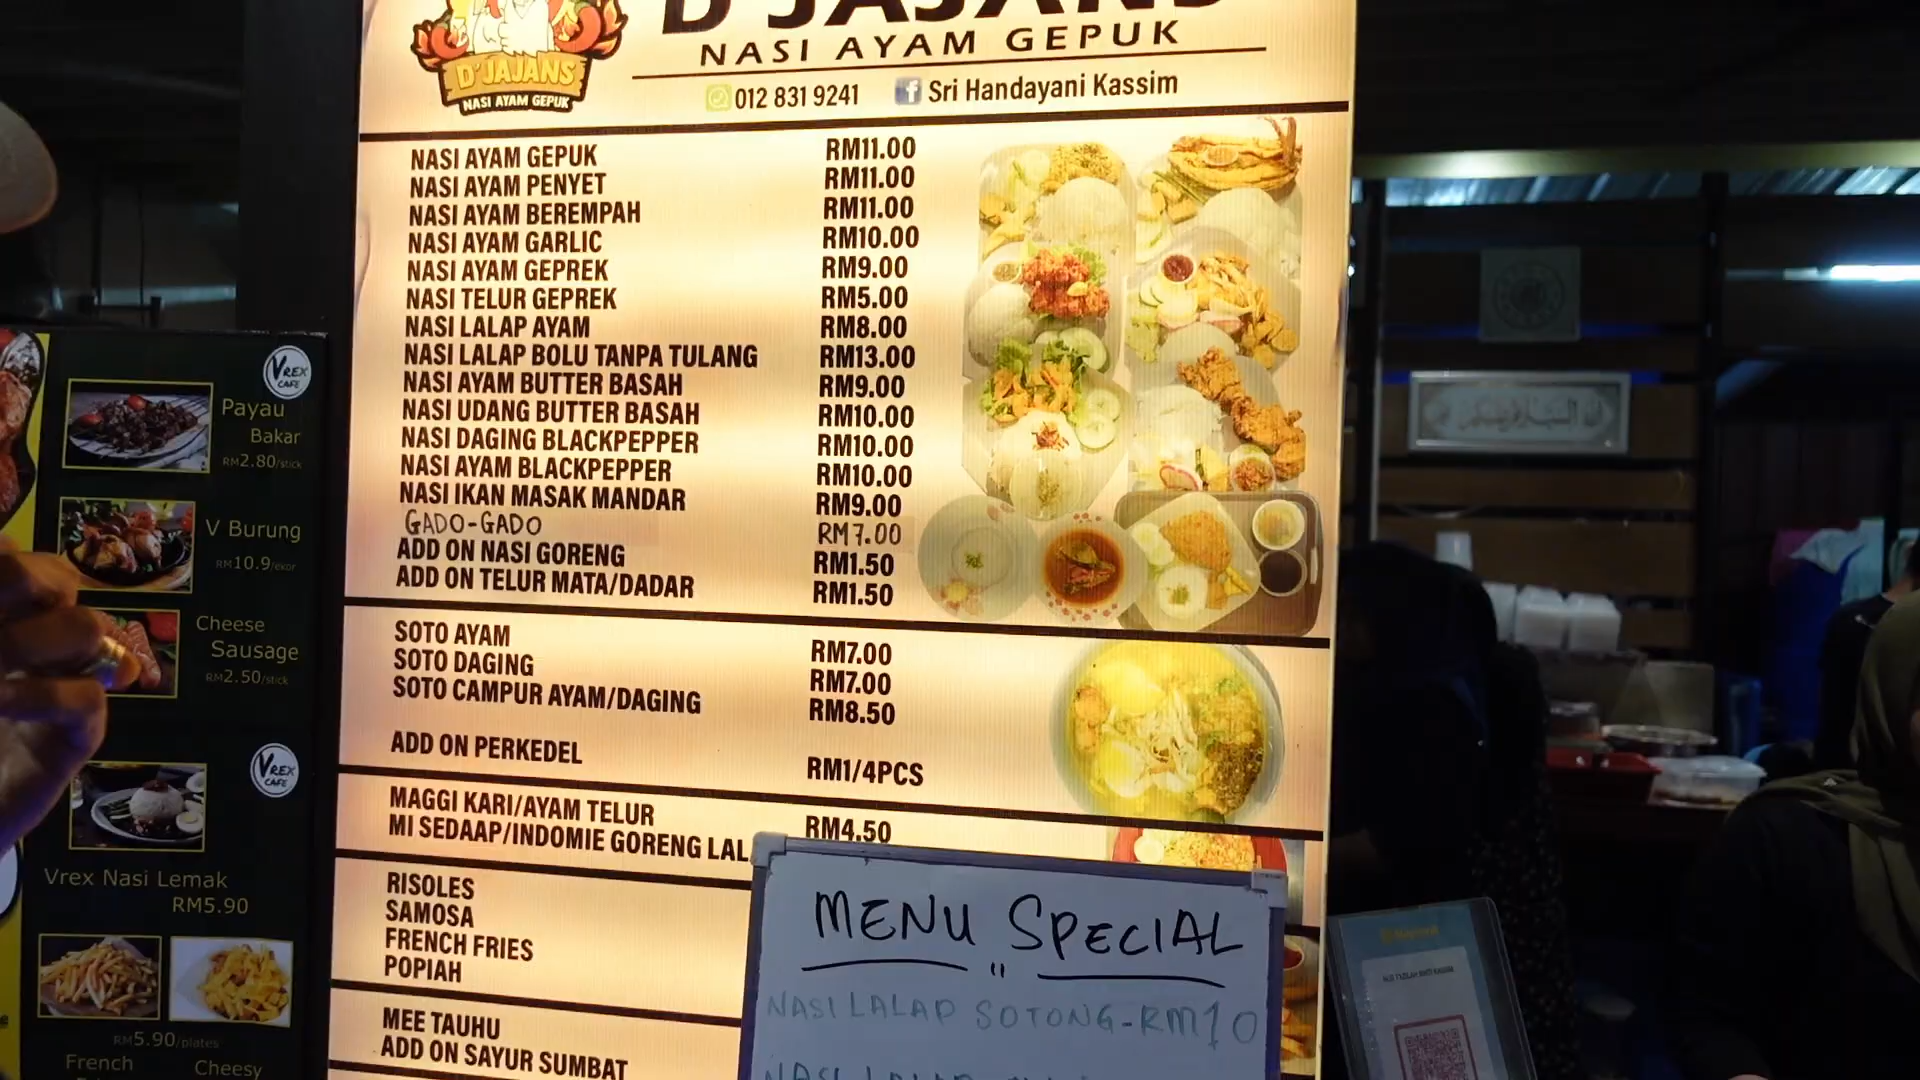 D'JAJANS
NASI AYAM GEPUK
D'JAJANS
NASI AYAM GEPUK
012 831 9241 Sri Handayani Kassim
NASI AYAM GEPUK RM11.00
NASI AYAM PENYET RM11.00
NASI AYAM BEREMPAH RM11.00
NASI AYAM GARLIC RM10.00
NASI AYAM GEPREK RM9.00
NASI TELUR GEPREK RM5.00
NASI LALAP AYAM RM8.00
NASI LALAP BOLU TANPA TULANG RM13.00
NASI AYAM BUTTER BASAH RM9.00
NASI UDANG BUTTER BASAH RM10.00
NASI DAGING BLACKPEPPER RM10.00
NASI AYAM BLACKPEPPER RM10.00
NASI IKAN MASAK MANDAR RM9.00
GADO-GADO RM7.00
ADD ON NASI GORENG RM1.50
ADD ON TELUR MATA/DADAR RM1.50
SOTO AYAM RM7.00
SOTO DAGING RM7.00
SOTO CAMPUR AYAM/DAGING RM8.50
ADD ON PERKEDEL RM1/4PCS
MAGGI KARI/AYAM TELUR RM4.50
MI SEDAAP/INDOMIE GORENG LAL
RISOLES
SAMOSA
FRENCH FRIES
POPIAH
MEE TAUHU
ADD ON SAYUR SUMBAT
MENU SPECIAL
NASI LALAP SOTONG-RM10
NASI LALAP
VREX
CAFE
Payau
Bakar
RM2.80/stick
V Burung
RM10.9/ekor
Cheese
Sausage
RM2.50/stick
VREX
CAFE
Vrex Nasi Lemak
RM5.90
RM5.90/plates
French
Cheesy